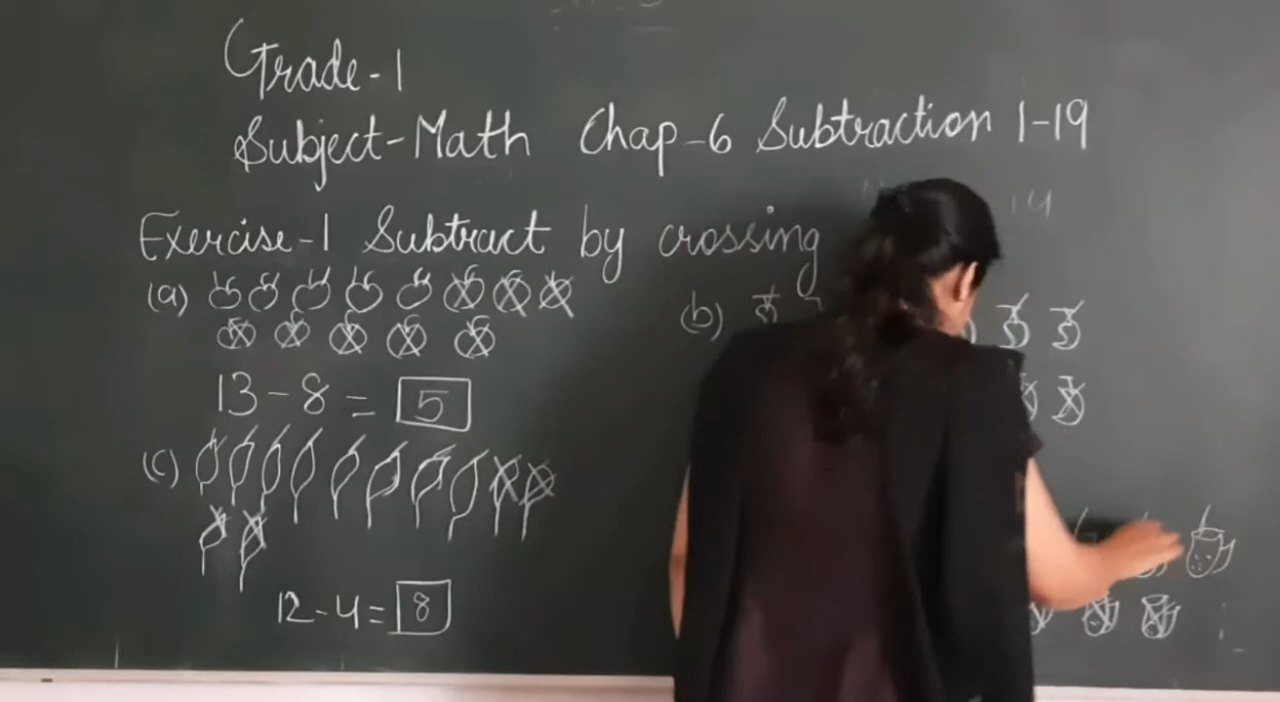 Grade-1
Subject-Math Chap-6 Subtraction 1-19
14
Exercise-1 Subtract by crossing
(a)
(b)
13-8=5
(c)
12-4=8